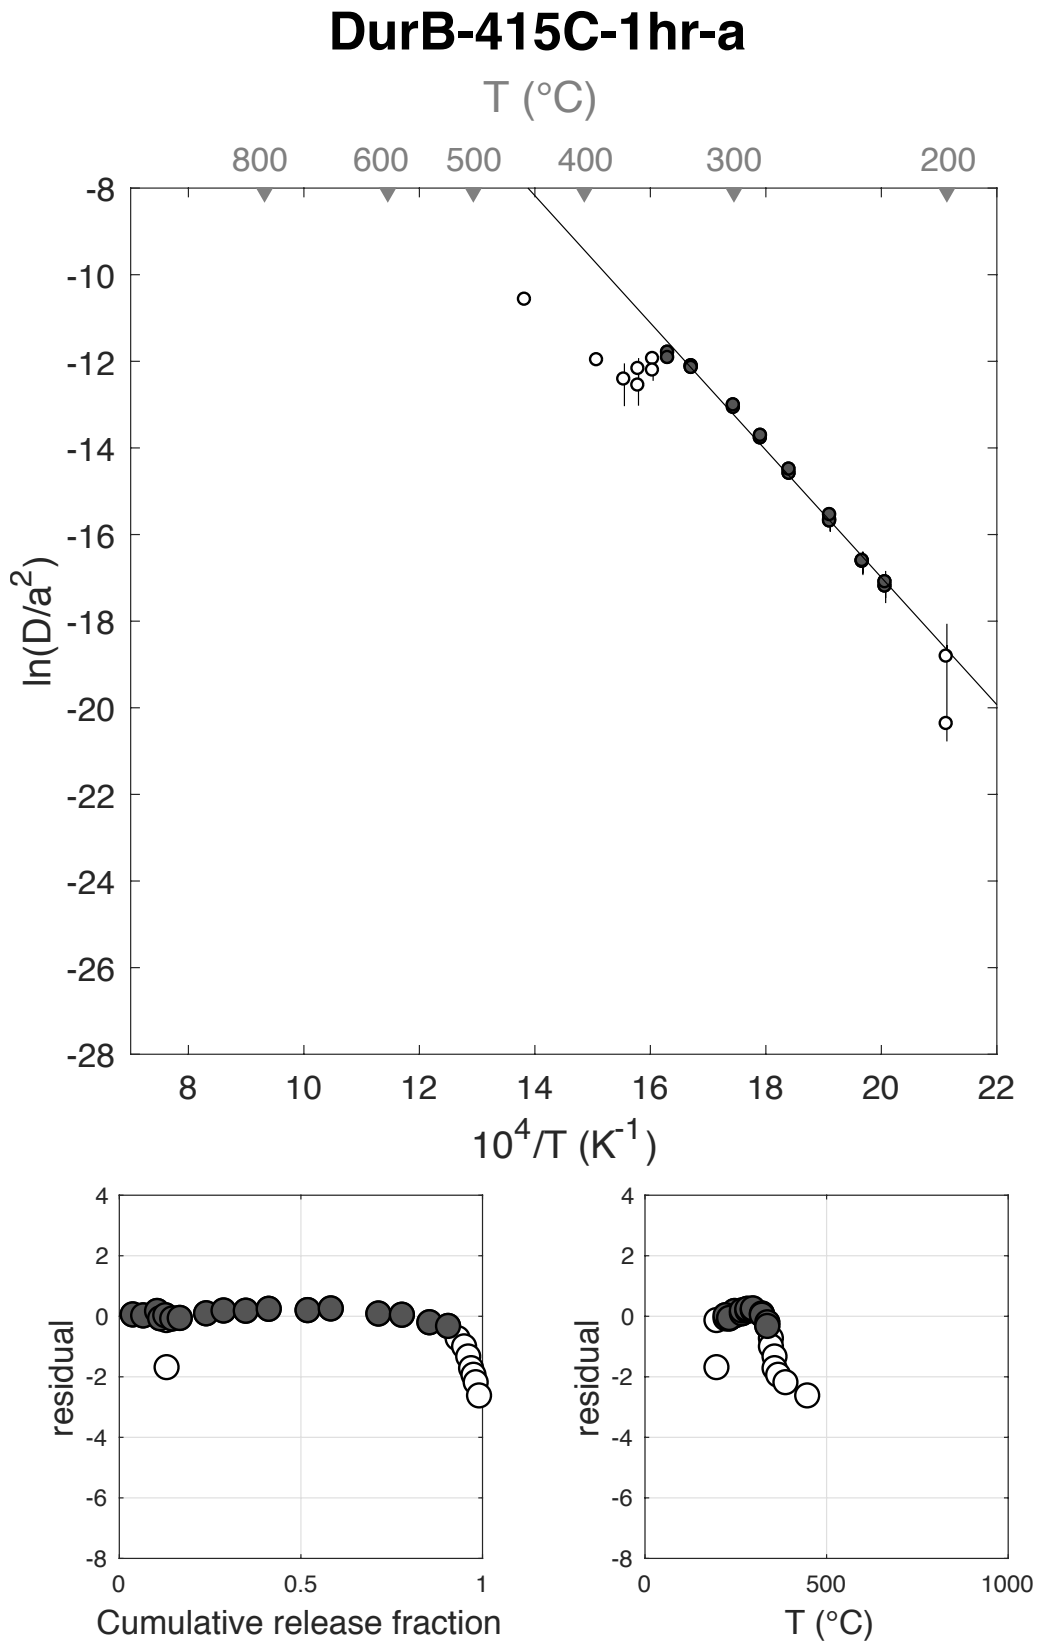 DurB-415C-1hr-a
T (°C)
800 600 500 400 300 200
-8
-10
-12
-14
-16
-18
-20
-22
-24
-26
-28
ln(D/a²)
8 10 12 14 16 18 20 22
10⁴/T (K⁻¹)
4
2
0
-2
-4
-6
-8
residual
0 0.5 1
Cumulative release fraction
4
2
0
-2
-4
-6
-8
residual
0 500 1000
T (°C)